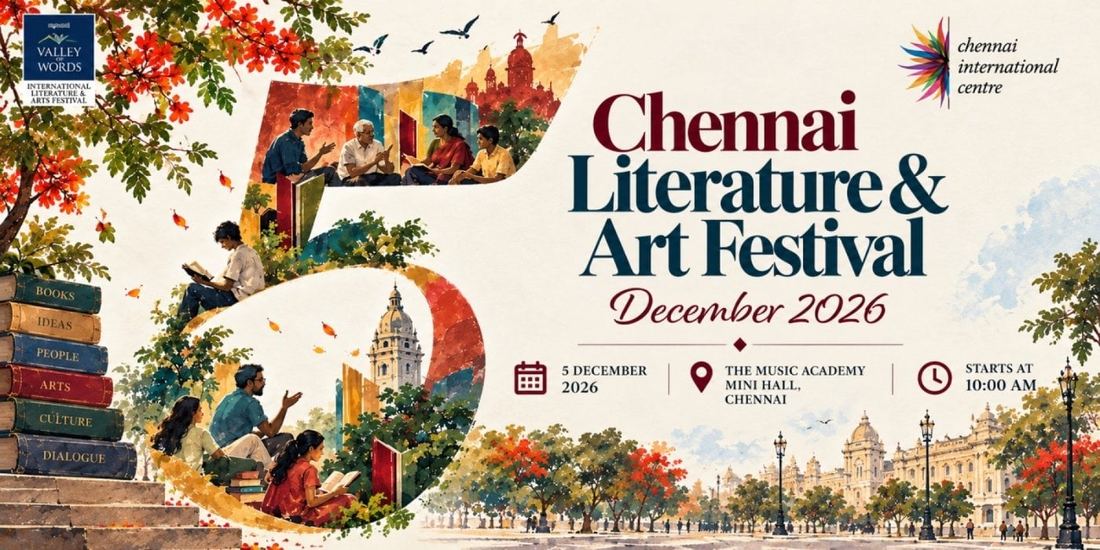 VALLEY
OF
WORDS
INTERNATIONAL
LITERATURE &
ARTS FESTIVAL
chennai
international
centre
Chennai
Literature &
Art Festival
December 2026
5 DECEMBER
2026
THE MUSIC ACADEMY
MINI HALL,
CHENNAI
STARTS AT
10:00 AM
BOOKS
IDEAS
PEOPLE
ARTS
CULTURE
DIALOGUE
5